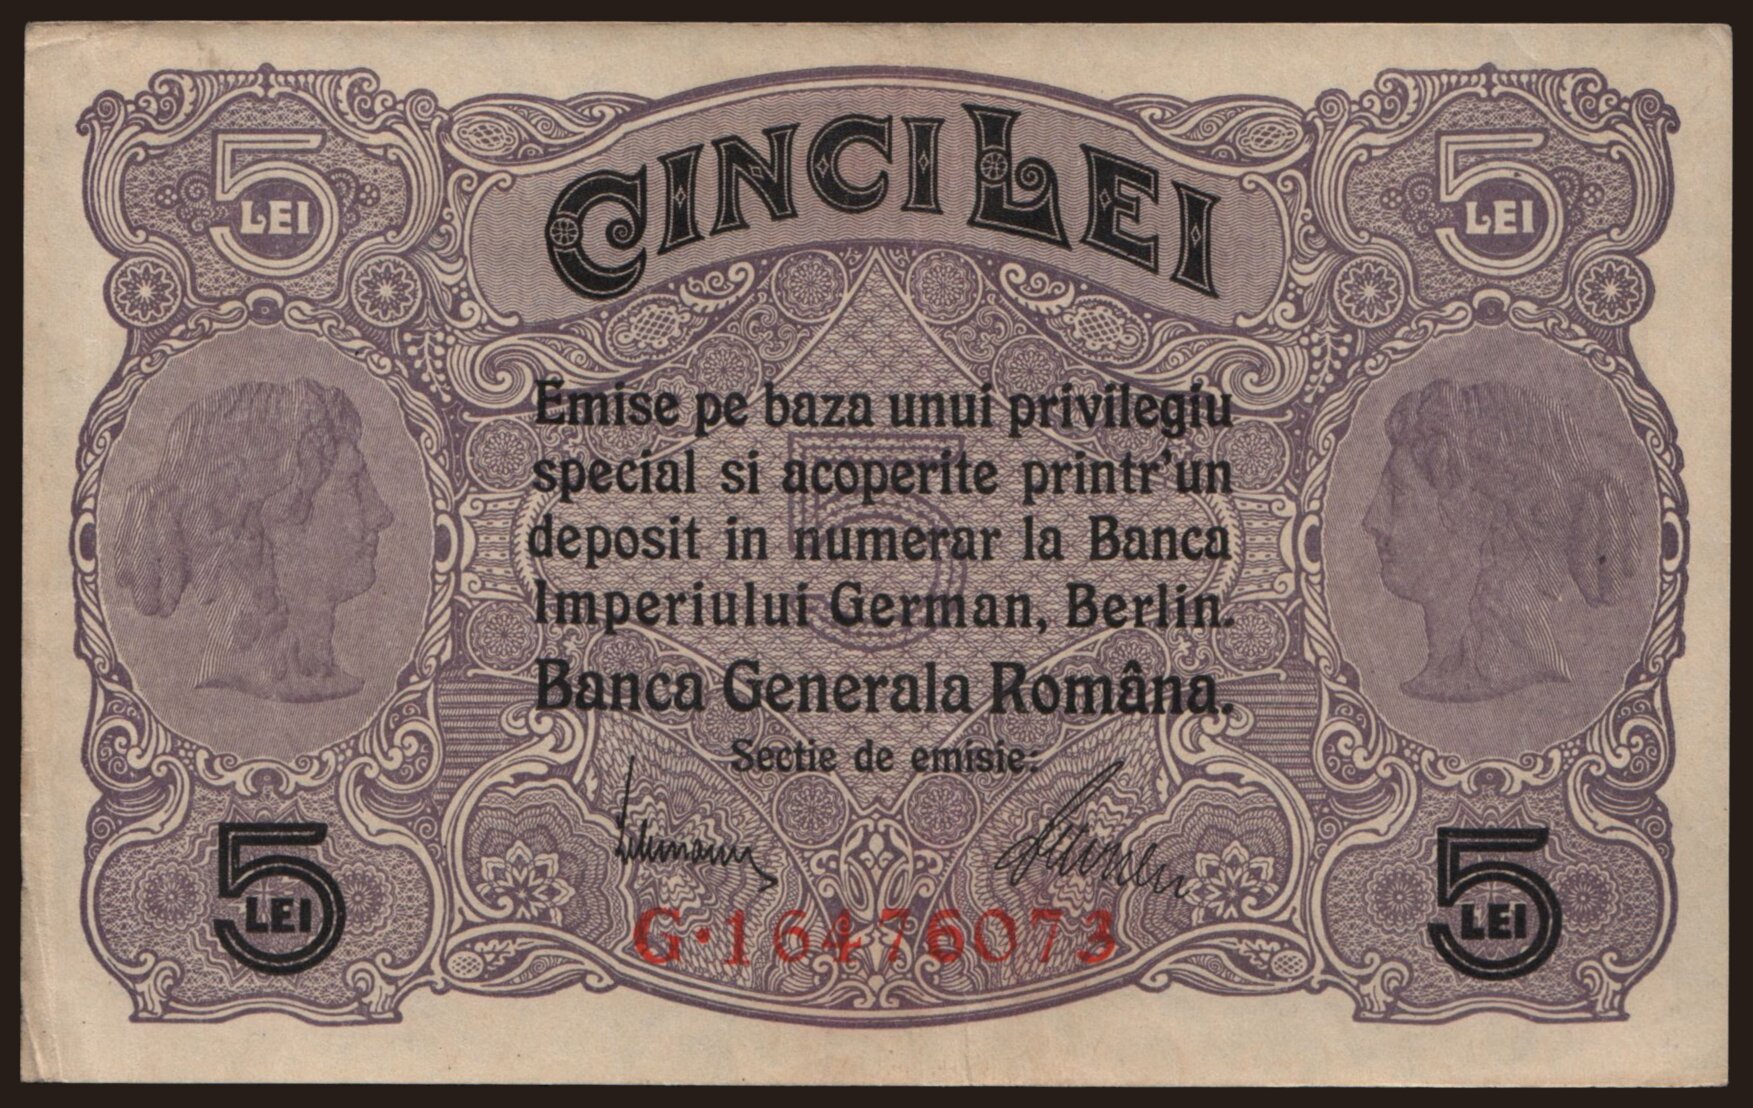 5 LEI
CINCI LEI
5 LEI
Emise pe baza unui privilegiu
special si acoperite printr'un
deposit in numerar la Banca
Imperiului German, Berlin.
Banca Generala Româna.
Sectie de emisie:
5 LEI
G·16476073
5 LEI